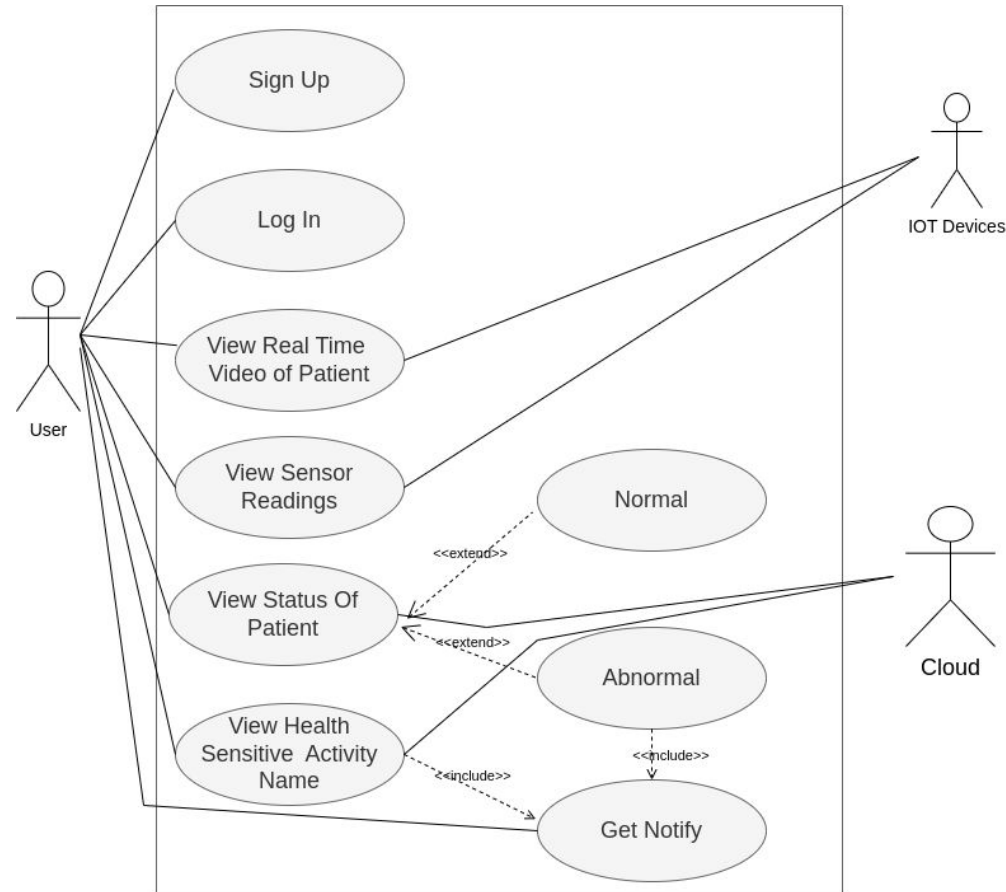 Sign Up
Log In
IOT Devices
View Real Time
Video of Patient
User
View Sensor
Readings
Normal
<<extend>>
View Status Of
Patient
<<extend>>
Abnormal
Cloud
View Health
Sensitive Activity
Name
<<include>>
<<include>>
Get Notify